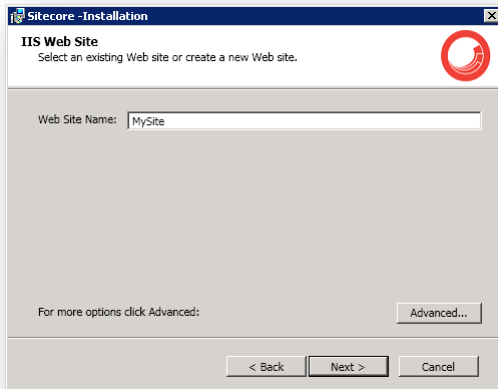 Sitecore -Installation
IIS Web Site
Select an existing Web site or create a new Web site.
Web Site Name: MySite
For more options click Advanced: Advanced...
< Back Next > Cancel